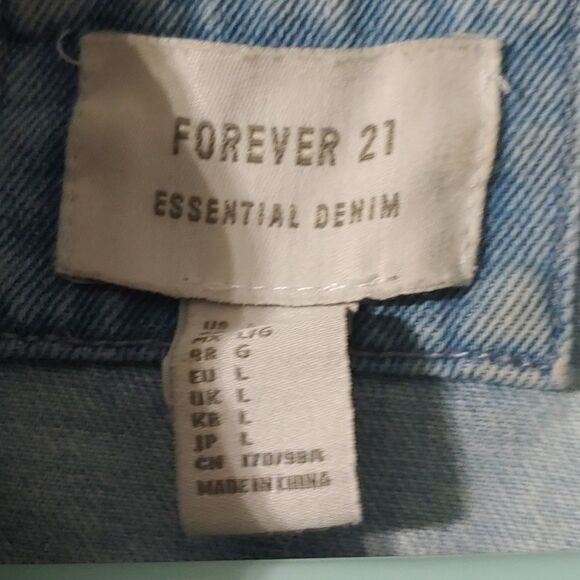 FOREVER 21
ESSENTIAL DENIM
US
MX L/G
BR G
EU L
UK L
KR L
JP L
CN 170/98A
MADE IN CHINA